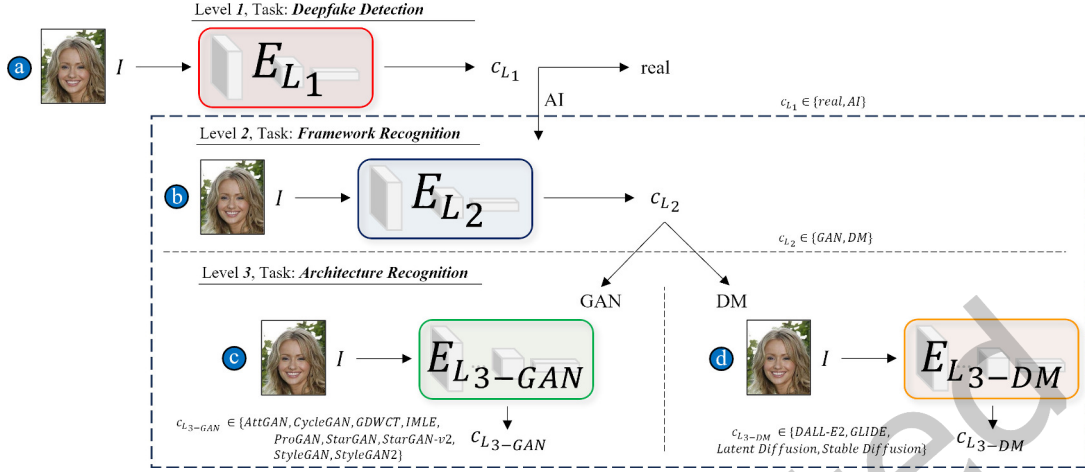 Level 1, Task: Deepfake Detection
a
I
E_{L_1}
c_{L_1}
real
AI
c_{L_1} ∈ {real, AI}
Level 2, Task: Framework Recognition
b
I
E_{L_2}
c_{L_2}
c_{L_2} ∈ {GAN, DM}
Level 3, Task: Architecture Recognition
GAN
DM
c
I
E_{L_{3-GAN}}
d
I
E_{L_{3-DM}}
c_{L_{3-GAN}} ∈ {AttGAN, CycleGAN, GDWCT, IMLE,
ProGAN, StarGAN, StarGAN-v2,
StyleGAN, StyleGAN2}
c_{L_{3-GAN}}
c_{L_{3-DM}} ∈ {DALL-E2, GLIDE,
Latent Diffusion, Stable Diffusion}
c_{L_{3-DM}}